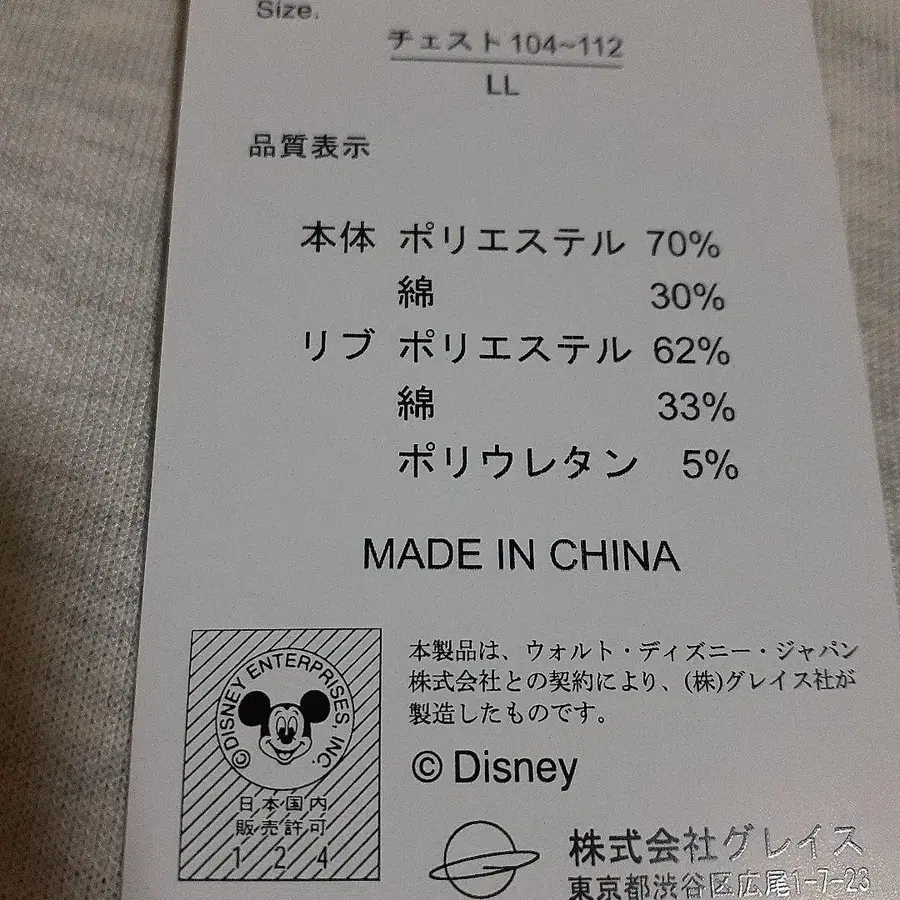 Size.
チェスト 104~112
LL
品質表示
本体 ポリエステル 70%
綿 30%
リブ ポリエステル 62%
綿 33%
ポリウレタン 5%
MADE IN CHINA
本製品は、ウォルト・ディズニー・ジャパン
株式会社との契約により、(株)グレイス社が
製造したものです。
© Disney
©DISNEY ENTERPRISES, INC.
日本国内
販売許可
1 2 4
株式会社グレイス
東京都渋谷区広尾1-7-23